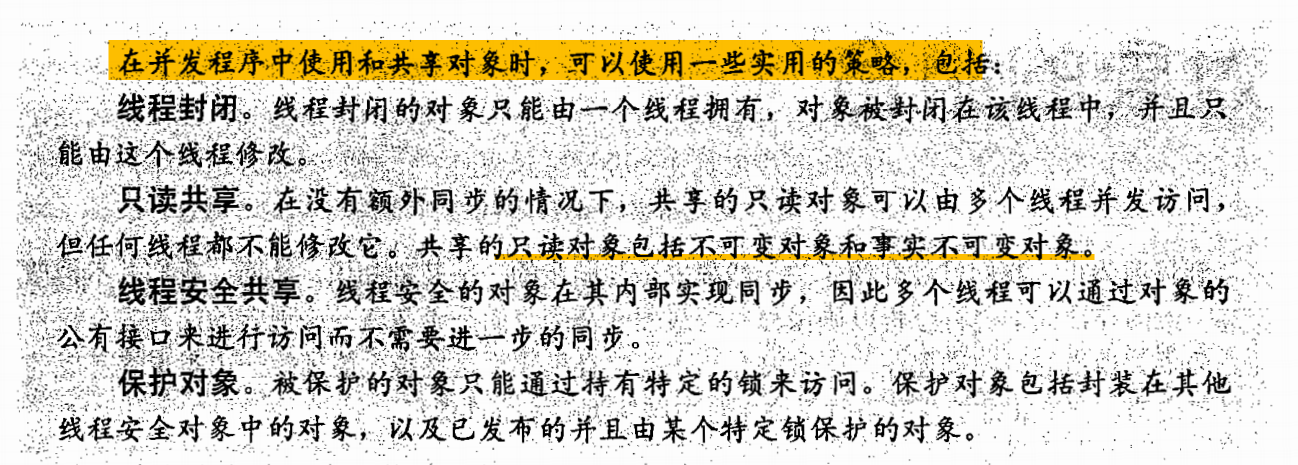 在并发程序中使用和共享对象时，可以使用一些实用的策略，包括：
线程封闭。线程封闭的对象只能由一个线程拥有，对象被封闭在该线程中，并且只
能由这个线程修改。
只读共享。在没有额外同步的情况下，共享的只读对象可以由多个线程并发访问，
但任何线程都不能修改它。共享的只读对象包括不可变对象和事实不可变对象。
线程安全共享。线程安全的对象在其内部实现同步，因此多个线程可以通过对象的
公有接口来进行访问而不需要进一步的同步。
保护对象。被保护的对象只能通过持有特定的锁来访问。保护对象包括封装在其他
线程安全对象中的对象，以及已发布的并且由某个特定锁保护的对象。